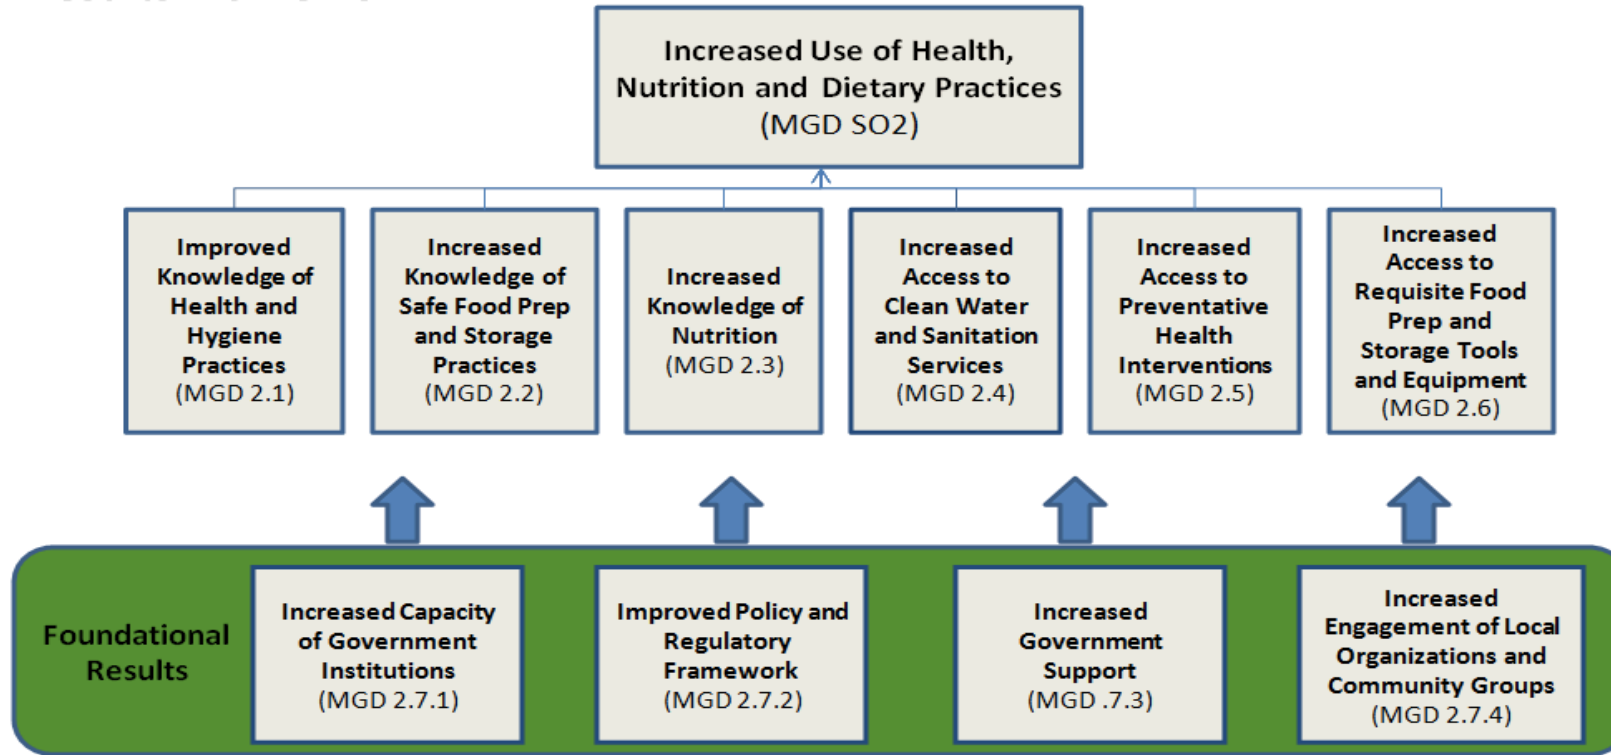 Increased Use of Health,
Nutrition and Dietary Practices
(MGD SO2)
Improved
Knowledge of
Health and
Hygiene
Practices
(MGD 2.1)
Increased
Knowledge of
Safe Food Prep
and Storage
Practices
(MGD 2.2)
Increased
Knowledge of
Nutrition
(MGD 2.3)
Increased
Access to
Clean Water
and Sanitation
Services
(MGD 2.4)
Increased
Access to
Preventative
Health
Interventions
(MGD 2.5)
Increased
Access to
Requisite Food
Prep and
Storage Tools
and Equipment
(MGD 2.6)
Foundational
Results
Increased Capacity
of Government
Institutions
(MGD 2.7.1)
Improved Policy and
Regulatory
Framework
(MGD 2.7.2)
Increased
Government
Support
(MGD .7.3)
Increased
Engagement of Local
Organizations and
Community Groups
(MGD 2.7.4)